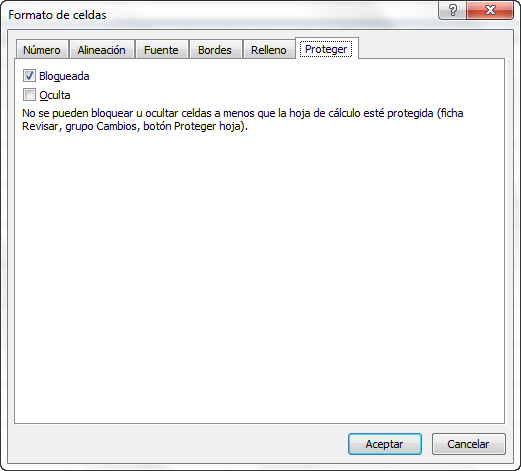 Formato de celdas
?
Número Alineación Fuente Bordes Relleno Proteger
Bloqueada
Oculta
No se pueden bloquear u ocultar celdas a menos que la hoja de cálculo esté protegida (ficha
Revisar, grupo Cambios, botón Proteger hoja).
Aceptar Cancelar